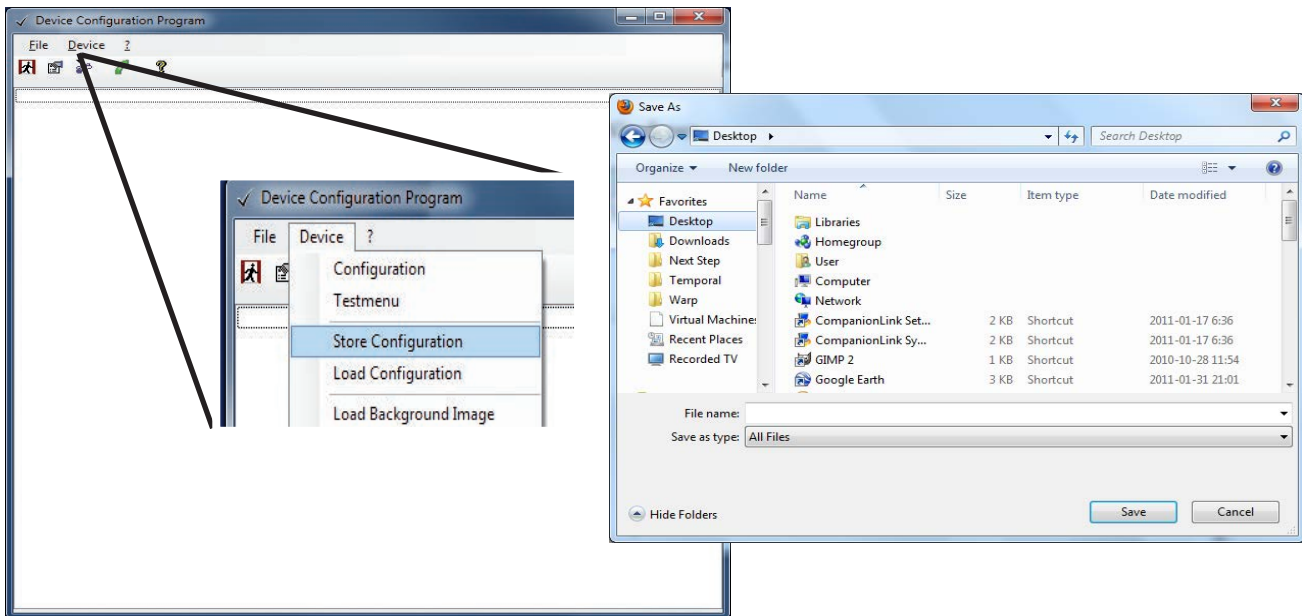 Device Configuration Program
File Device ?
Device Configuration Program
File Device ?
Configuration
Testmenu
Store Configuration
Load Configuration
Load Background Image
Save As
Desktop
Search Desktop
Organize New folder
Favorites
Desktop
Downloads
Next Step
Temporal
Warp
Virtual Machine
Recent Places
Recorded TV
Name Size Item type Date modified
Libraries
Homegroup
User
Computer
Network
CompanionLink Set... 2 KB Shortcut 2011-01-17 6:36
CompanionLink Sy... 2 KB Shortcut 2011-01-17 6:36
GIMP 2 1 KB Shortcut 2010-10-28 11:54
Google Earth 3 KB Shortcut 2011-01-31 21:01
File name:
Save as type: All Files
Hide Folders
Save Cancel